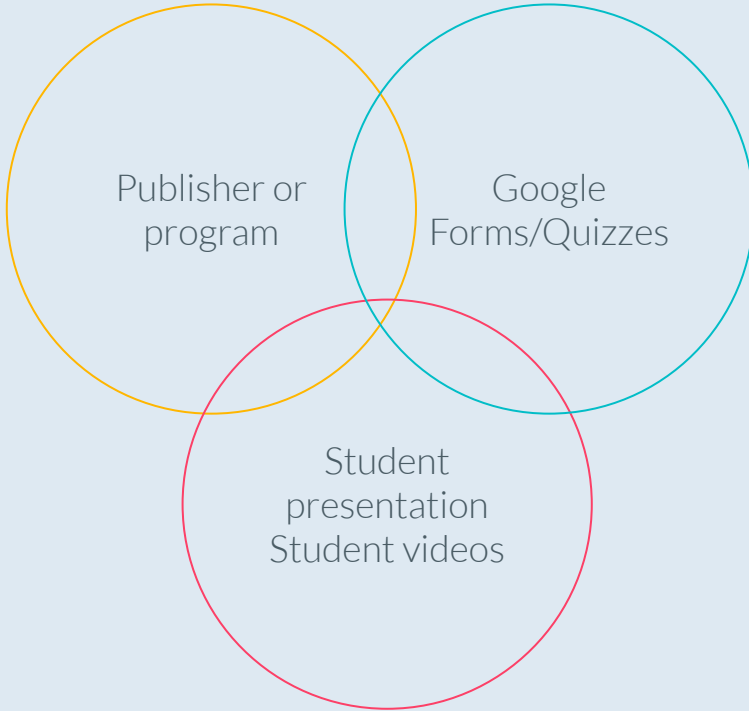 Publisher or
program
Google
Forms/Quizzes
Student
presentation
Student videos